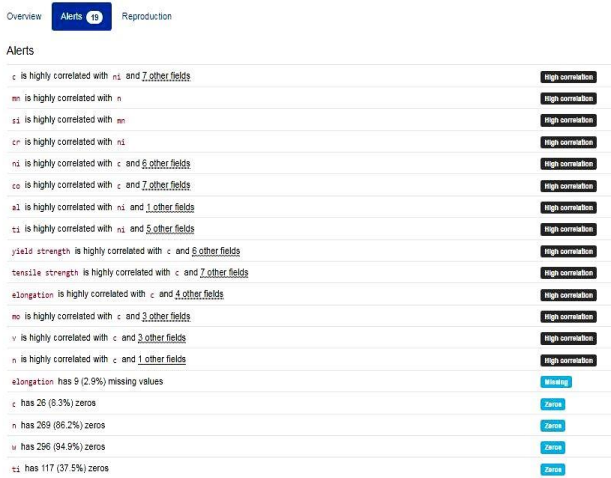 Overview Alerts 19 Reproduction
Alerts
c is highly correlated with ni and 7 other fields High correlation
mn is highly correlated with n High correlation
si is highly correlated with mn High correlation
cr is highly correlated with ni High correlation
ni is highly correlated with c and 6 other fields High correlation
co is highly correlated with c and 7 other fields High correlation
al is highly correlated with ni and 1 other fields High correlation
ti is highly correlated with ni and 5 other fields High correlation
yield strength is highly correlated with c and 6 other fields High correlation
tensile strength is highly correlated with c and 7 other fields High correlation
elongation is highly correlated with c and 4 other fields High correlation
mo is highly correlated with c and 3 other fields High correlation
v is highly correlated with c and 3 other fields High correlation
n is highly correlated with c and 1 other fields High correlation
elongation has 9 (2.9%) missing values Missing
c has 26 (8.3%) zeros Zeros
n has 269 (86.2%) zeros Zeros
w has 296 (94.9%) zeros Zeros
ti has 117 (37.5%) zeros Zeros